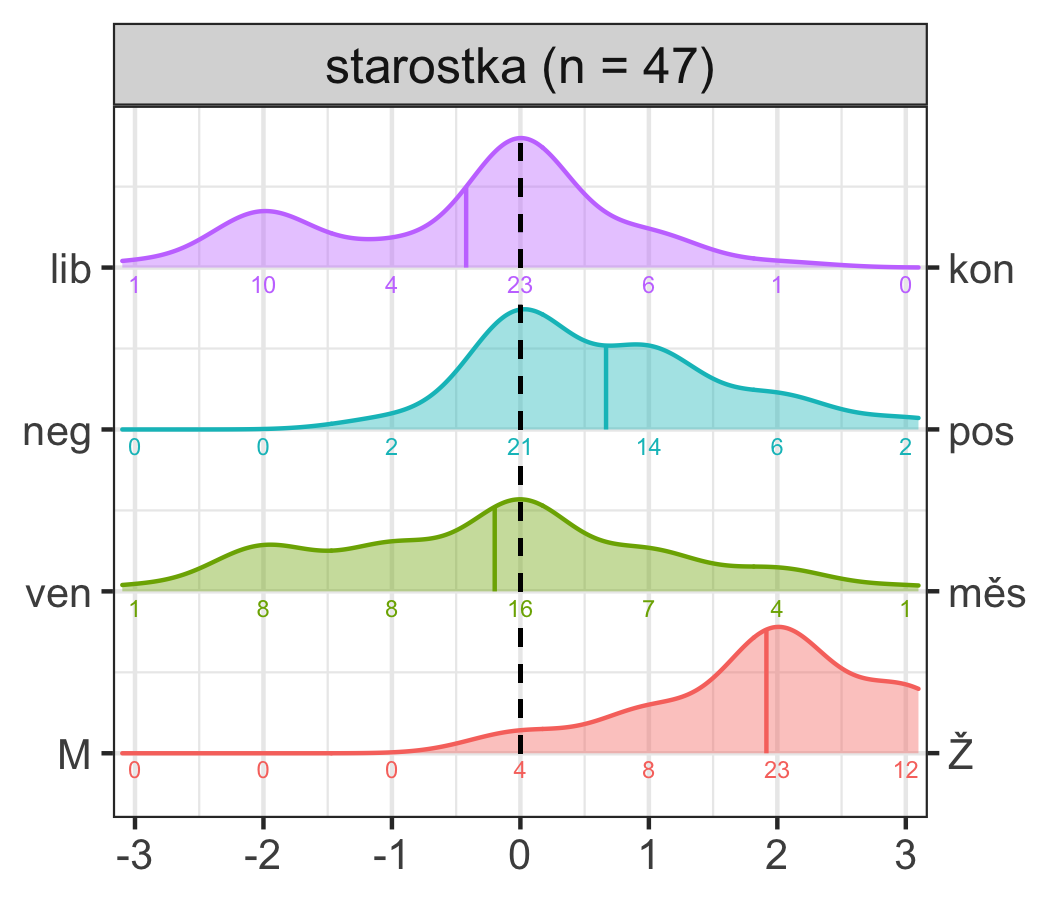 starostka (n = 47)
lib kon
1 10 4 23 6 1 0
neg pos
0 0 2 21 14 6 2
ven měs
1 8 8 16 7 4 1
M Ž
0 0 0 4 8 23 12
-3 -2 -1 0 1 2 3